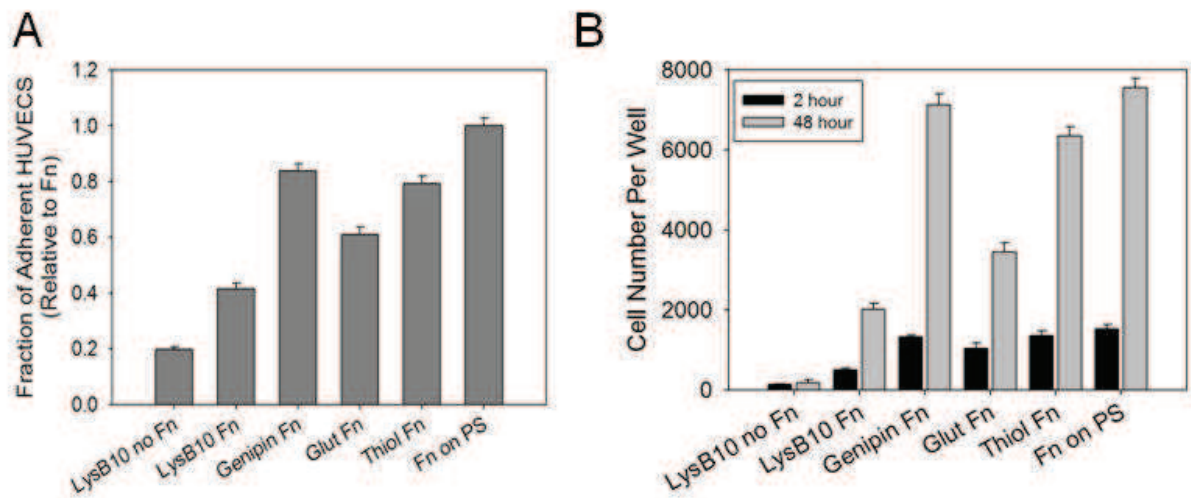 A
Fraction of Adherent HUVECS
(Relative to Fn)
1.2
1.0
0.8
0.6
0.4
0.2
0.0
LysB10 no Fn
LysB10 Fn
Genipin Fn
Glut Fn
Thiol Fn
Fn on PS
B
Cell Number Per Well
8000
6000
4000
2000
0
2 hour
48 hour
LysB10 no Fn
LysB10 Fn
Genipin Fn
Glut Fn
Thiol Fn
Fn on PS